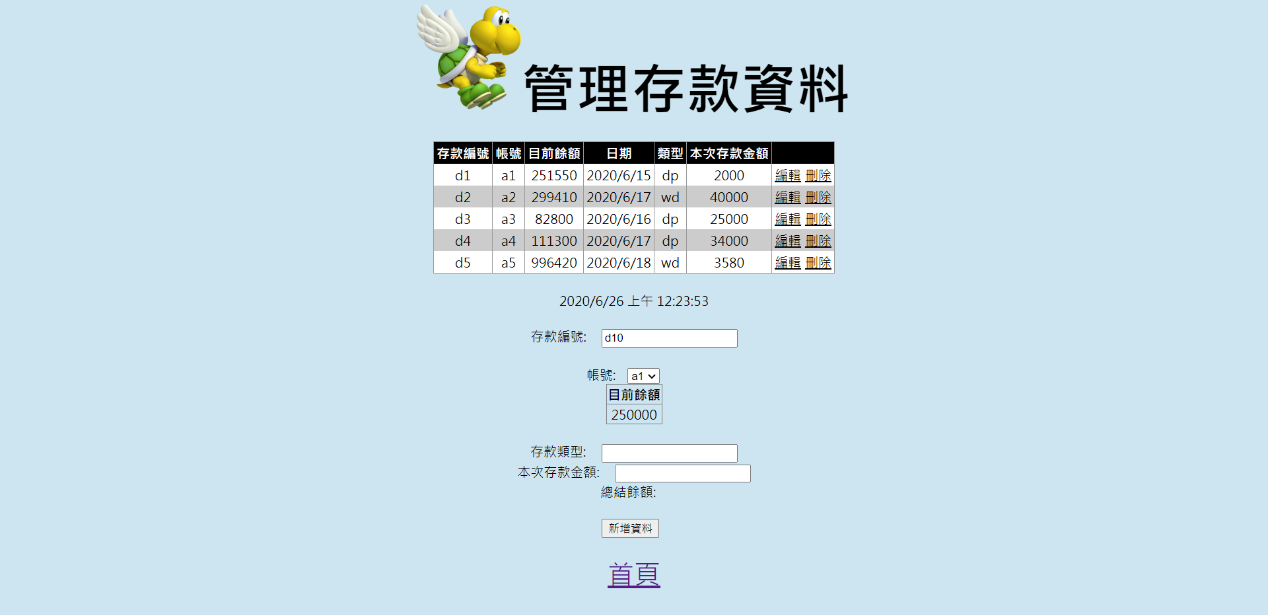 管理存款資料
存款編號 帳號 目前餘額 日期 類型 本次存款金額
d1 a1 251550 2020/6/15 dp 2000 編輯 刪除
d2 a2 299410 2020/6/17 wd 40000 編輯 刪除
d3 a3 82800 2020/6/16 dp 25000 編輯 刪除
d4 a4 111300 2020/6/17 dp 34000 編輯 刪除
d5 a5 996420 2020/6/18 wd 3580 編輯 刪除
2020/6/26 上午 12:23:53
存款編號: d10
帳號: a1
目前餘額
250000
存款類型:
本次存款金額:
總結餘額:
新增資料
首頁